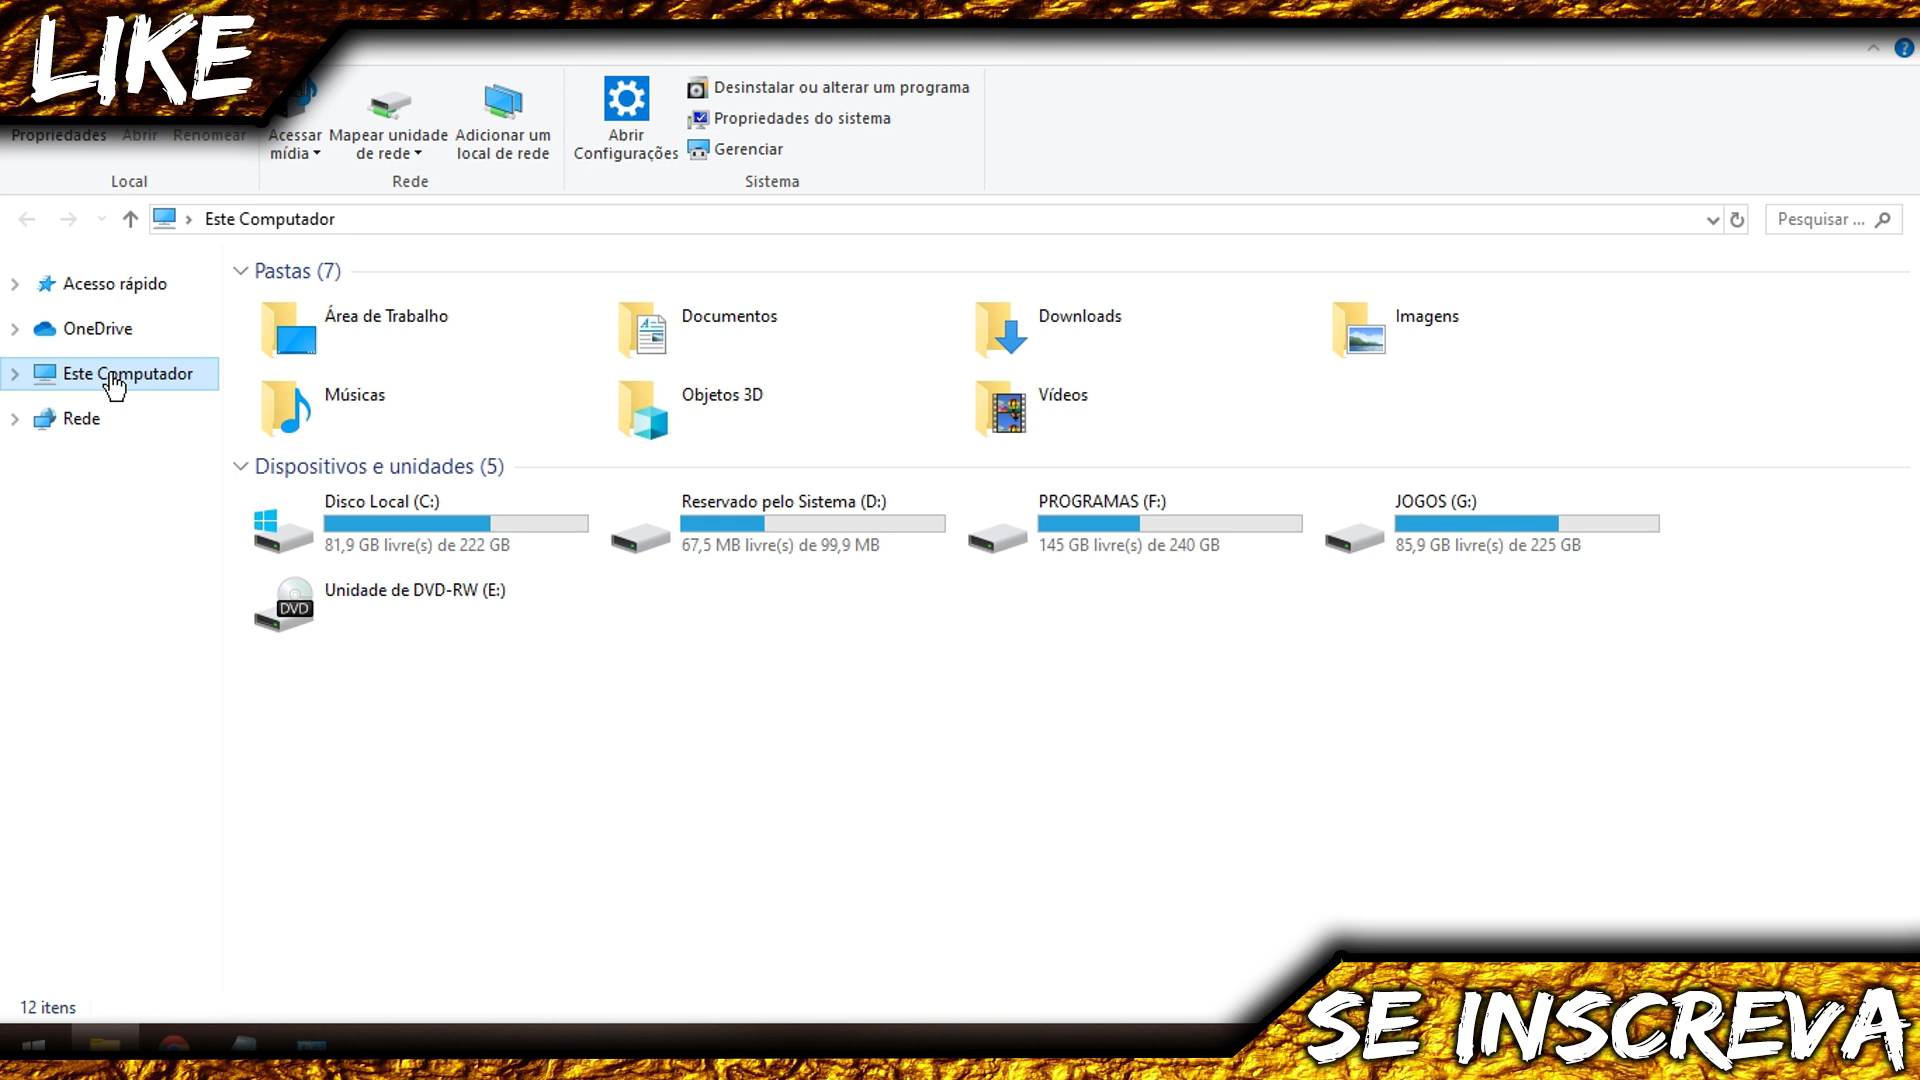 LIKE
Propriedades Abrir Renomear
Acessar
mídia
Mapear unidade
de rede
Adicionar um
local de rede
Abrir
Configurações
Desinstalar ou alterar um programa
Propriedades do sistema
Gerenciar
Local
Rede
Sistema
Este Computador
Pesquisar ...
Acesso rápido
OneDrive
Este Computador
Rede
Pastas (7)
Área de Trabalho
Documentos
Downloads
Imagens
Músicas
Objetos 3D
Vídeos
Dispositivos e unidades (5)
Disco Local (C:)
81,9 GB livre(s) de 222 GB
Reservado pelo Sistema (D:)
67,5 MB livre(s) de 99,9 MB
PROGRAMAS (F:)
145 GB livre(s) de 240 GB
JOGOS (G:)
85,9 GB livre(s) de 225 GB
DVD
Unidade de DVD-RW (E:)
12 itens
SE INSCREVA